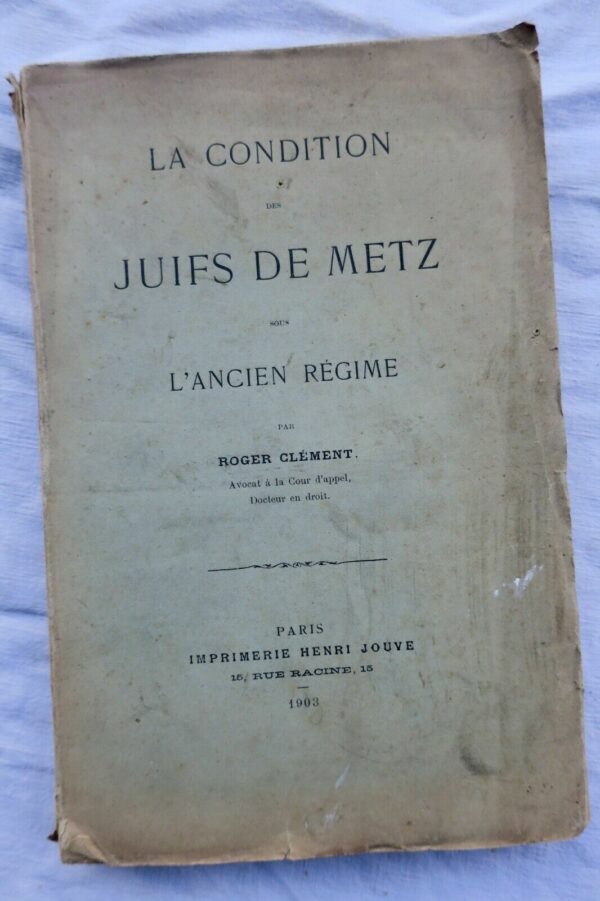 LA CONDITION
DES
JUIFS DE METZ
SOUS
L'ANCIEN RÉGIME
PAR
ROGER CLÉMENT.
Avocat à la Cour d'appel,
Docteur en droit.
PARIS
IMPRIMERIE HENRI JOUVE
15, RUE RACINE, 15
1903